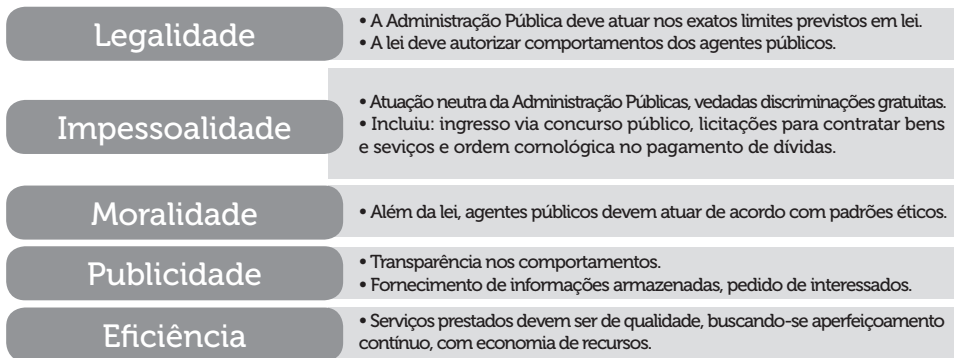 Legalidade
• A Administração Pública deve atuar nos exatos limites previstos em lei.
• A lei deve autorizar comportamentos dos agentes públicos.
Impessoalidade
• Atuação neutra da Administração Públicas, vedadas discriminações gratuitas.
• Incluiu: ingresso via concurso público, licitações para contratar bens
e seviços e ordem cornológica no pagamento de dívidas.
Moralidade
• Além da lei, agentes públicos devem atuar de acordo com padrões éticos.
Publicidade
• Transparência nos comportamentos.
• Fornecimento de informações armazenadas, pedido de interessados.
Eficiência
• Serviços prestados devem ser de qualidade, buscando-se aperfeiçoamento
contínuo, com economia de recursos.